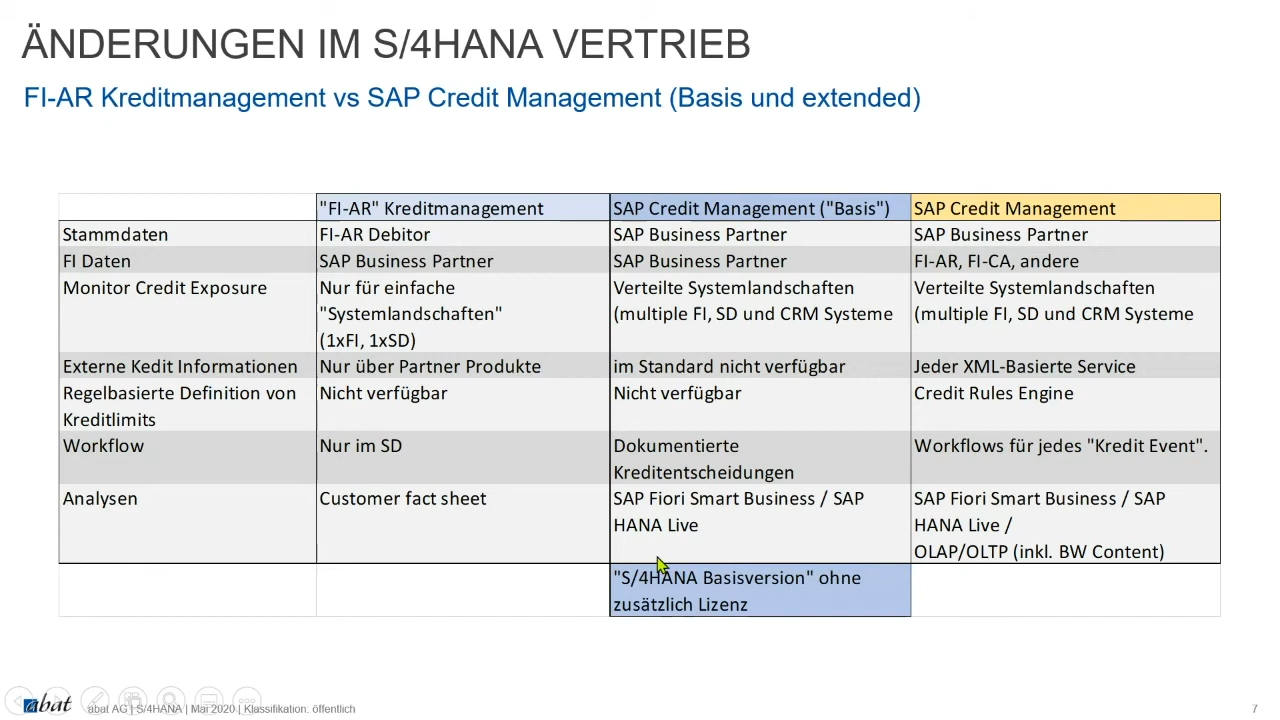 ÄNDERUNGEN IM S/4HANA VERTRIEB
FI-AR Kreditmanagement vs SAP Credit Management (Basis und extended)
"FI-AR" Kreditmanagement
SAP Credit Management ("Basis")
SAP Credit Management
Stammdaten
FI-AR Debitor
SAP Business Partner
SAP Business Partner
FI Daten
SAP Business Partner
SAP Business Partner
FI-AR, FI-CA, andere
Monitor Credit Exposure
Nur für einfache
"Systemlandschaften"
(1xFI, 1xSD)
Verteilte Systemlandschaften
(multiple FI, SD und CRM Systeme
Verteilte Systemlandschaften
(multiple FI, SD und CRM Systeme
Externe Kedit Informationen
Nur über Partner Produkte
im Standard nicht verfügbar
Jeder XML-Basierte Service
Regelbasierte Definition von
Kreditlimits
Nicht verfügbar
Nicht verfügbar
Credit Rules Engine
Workflow
Nur im SD
Dokumentierte
Kreditentscheidungen
Workflows für jedes "Kredit Event".
Analysen
Customer fact sheet
SAP Fiori Smart Business / SAP
HANA Live
SAP Fiori Smart Business / SAP
HANA Live /
OLAP/OLTP (inkl. BW Content)
"S/4HANA Basisversion" ohne
zusätzlich Lizenz
abat
abat AG | S/4HANA | Mai 2020 | Klassifikation: öffentlich
7